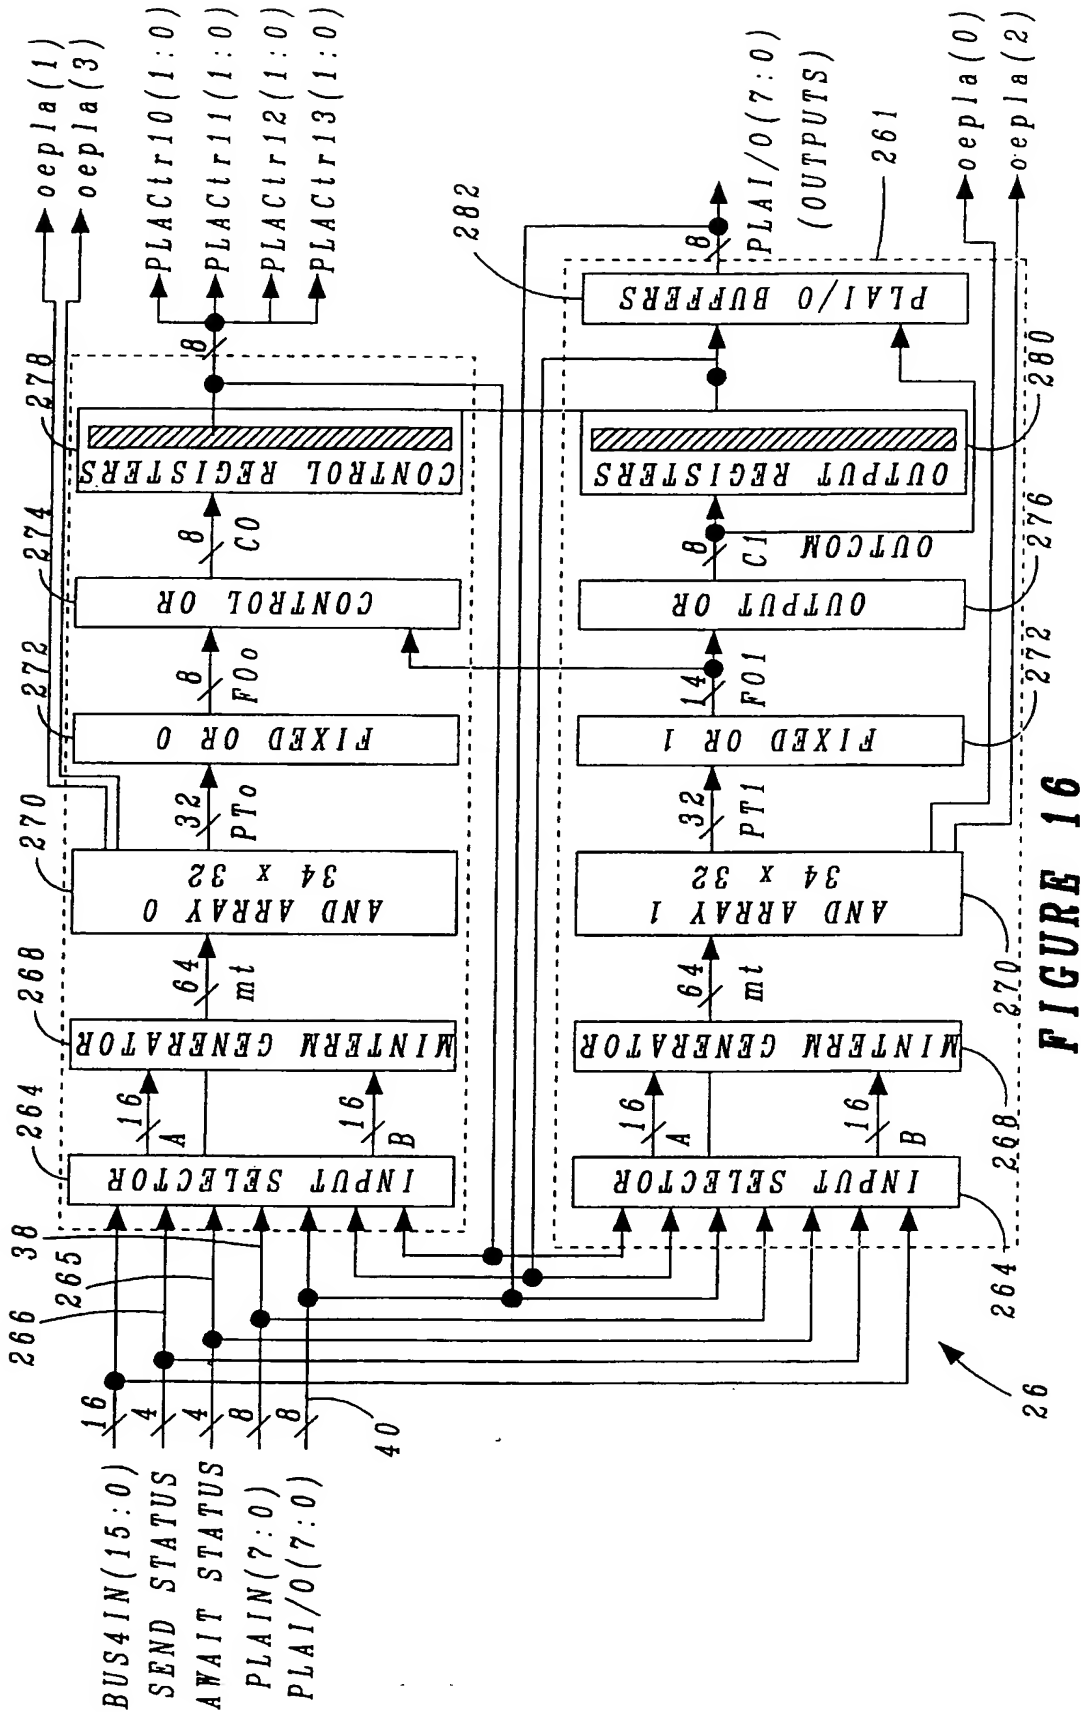 oepla(1)
oepla(3)
PLACtr10(1:0)
PLACtr11(1:0)
PLACtr12(1:0)
PLACtr13(1:0)
264
268
270
272
274
278
38
265
266
BUS4IN(15:0)
SEND STATUS
AWAIT STATUS
PLAIN(7:0)
PLAI/O(7:0)
16
4
4
8
8
40
INPUT SELECTOR
16
A
16
B
MINTERM GENERATOR
64
mt
AND ARRAY 0
34 x 32
32
PTo
FIXED OR 0
8
FOo
CONTROL OR
8
CO
CONTROL REGISTERS
8
INPUT SELECTOR
16
A
16
B
MINTERM GENERATOR
64
mt
AND ARRAY 1
34 x 32
32
PT1
FIXED OR 1
14
FO1
OUTPUT OR
8
C1
OUTCOM
OUTPUT REGISTERS
PLAI/O BUFFERS
282
8
PLAI/O(7:0)
(OUTPUTS)
261
oepla(0)
oepla(2)
26
264
268
270
272
276
280
FIGURE 16